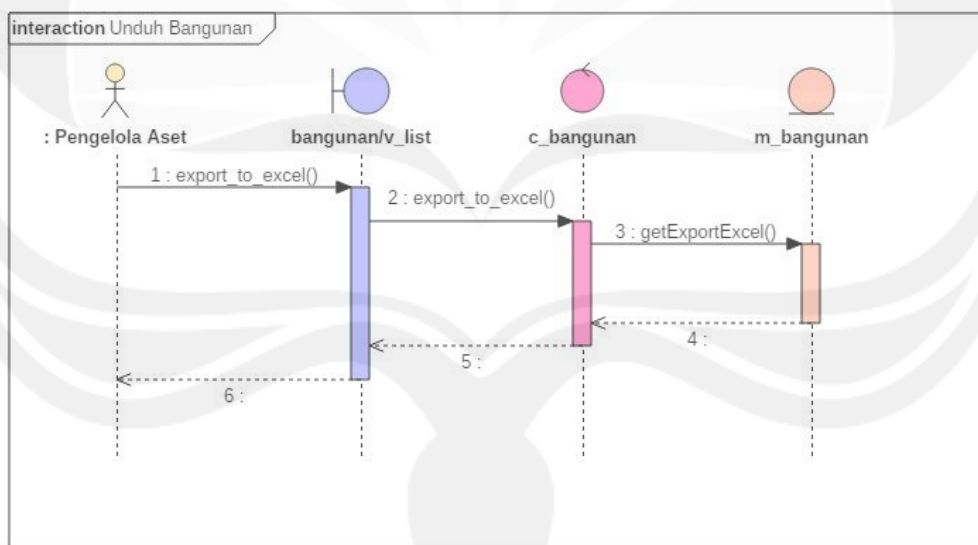 interaction Unduh Bangunan
: Pengelola Aset
bangunan/v_list
c_bangunan
m_bangunan
1 : export_to_excel()
2 : export_to_excel()
3 : getExportExcel()
4 :
5 :
6 :